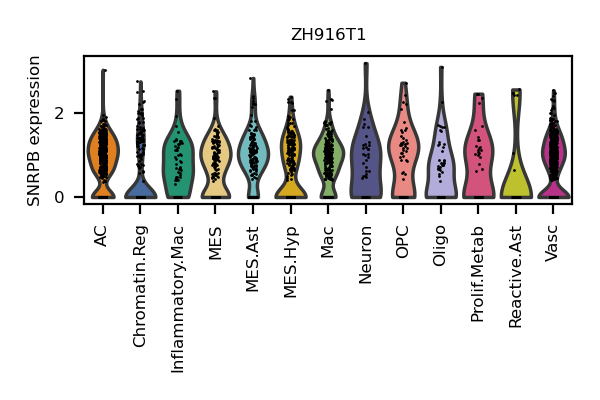 ZH916T1
SNRPB expression
2
0
AC
Chromatin.Reg
Inflammatory.Mac
MES
MES.Ast
MES.Hyp
Mac
Neuron
OPC
Oligo
Prolif.Metab
Reactive.Ast
Vasc